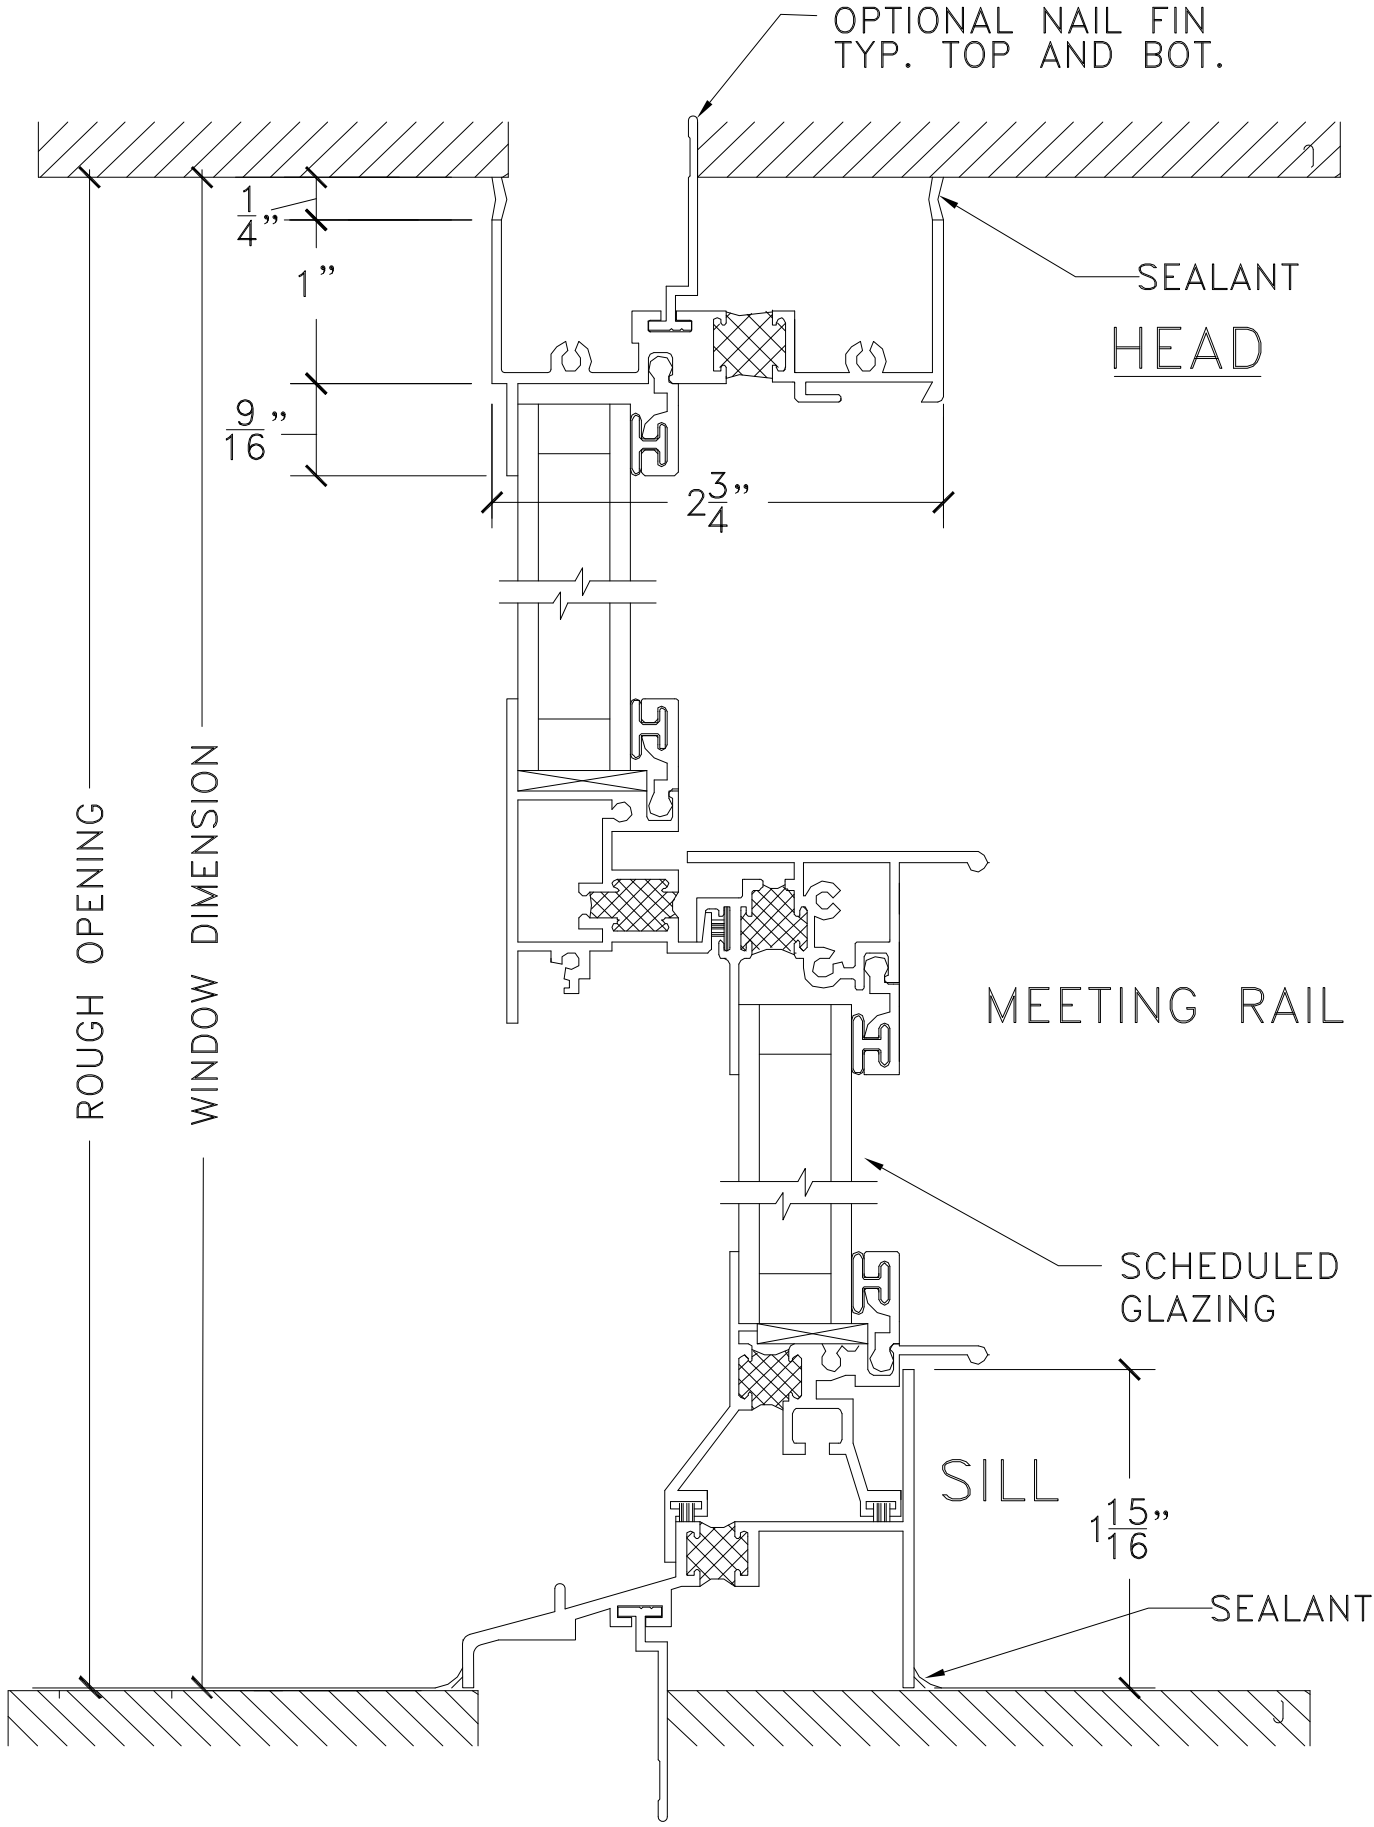 OPTIONAL NAIL FIN
TYP. TOP AND BOT.
1/4"
1"
SEALANT
HEAD
9/16"
2 3/4"
ROUGH OPENING
WINDOW DIMENSION
MEETING RAIL
SCHEDULED
GLAZING
SILL
1 15/16"
SEALANT